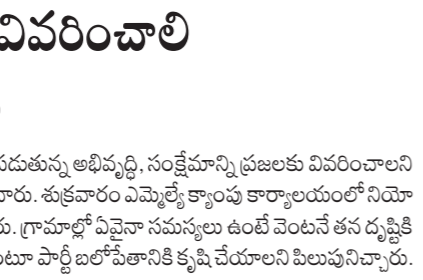 వివరించాలి
పడుతున్న అభివృద్ధి, సంక్షేమాన్ని ప్రజలకు వివరించాలని
శుక్రవారం ఎమ్మెల్యే క్యాంపు కార్యాలయంలో నియో
గ్రామాల్లో ఏవైనా సమస్యలు ఉంటే వెంటనే తన దృష్టికి
పార్టీ బలోపేతానికి కృషి చేయాలని పిలుపునిచ్చారు.